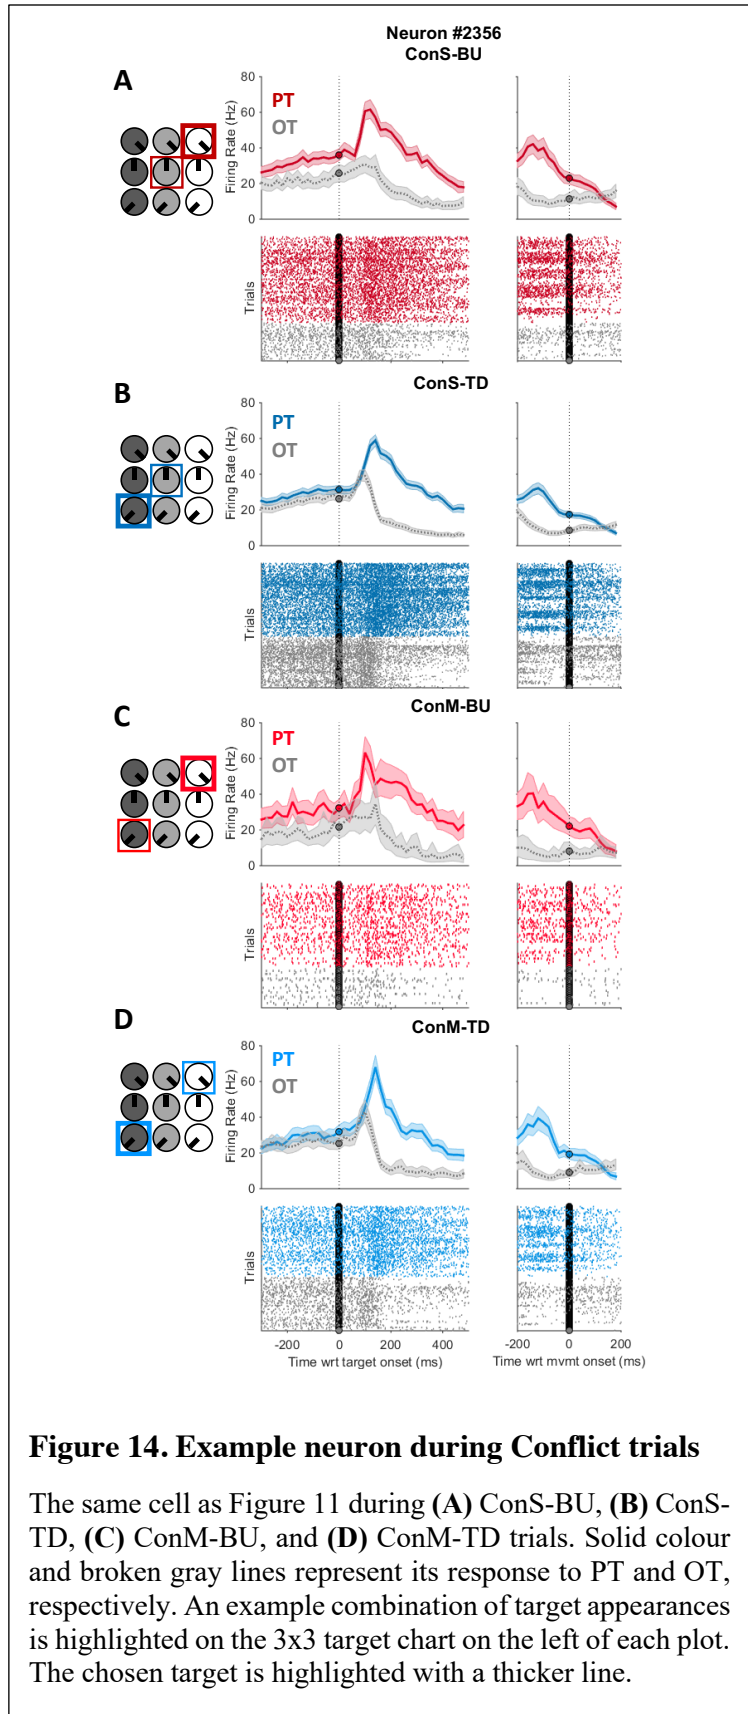 Neuron #2356
ConS-BU
A
80
60
40
20
0
Firing Rate (Hz)
PT
OT
Trials
ConS-TD
B
80
60
40
20
0
Firing Rate (Hz)
PT
OT
Trials
ConM-BU
C
80
60
40
20
0
Firing Rate (Hz)
PT
OT
Trials
ConM-TD
D
80
60
40
20
0
Firing Rate (Hz)
PT
OT
Trials
-200 0 200 400
Time wrt target onset (ms)
-200 0 200
Time wrt mvmt onset (ms)
Figure 14. Example neuron during Conflict trials
The same cell as Figure 11 during (A) ConS-BU, (B) ConS-
TD, (C) ConM-BU, and (D) ConM-TD trials. Solid colour
and broken gray lines represent its response to PT and OT,
respectively. An example combination of target appearances
is highlighted on the 3x3 target chart on the left of each plot.
The chosen target is highlighted with a thicker line.